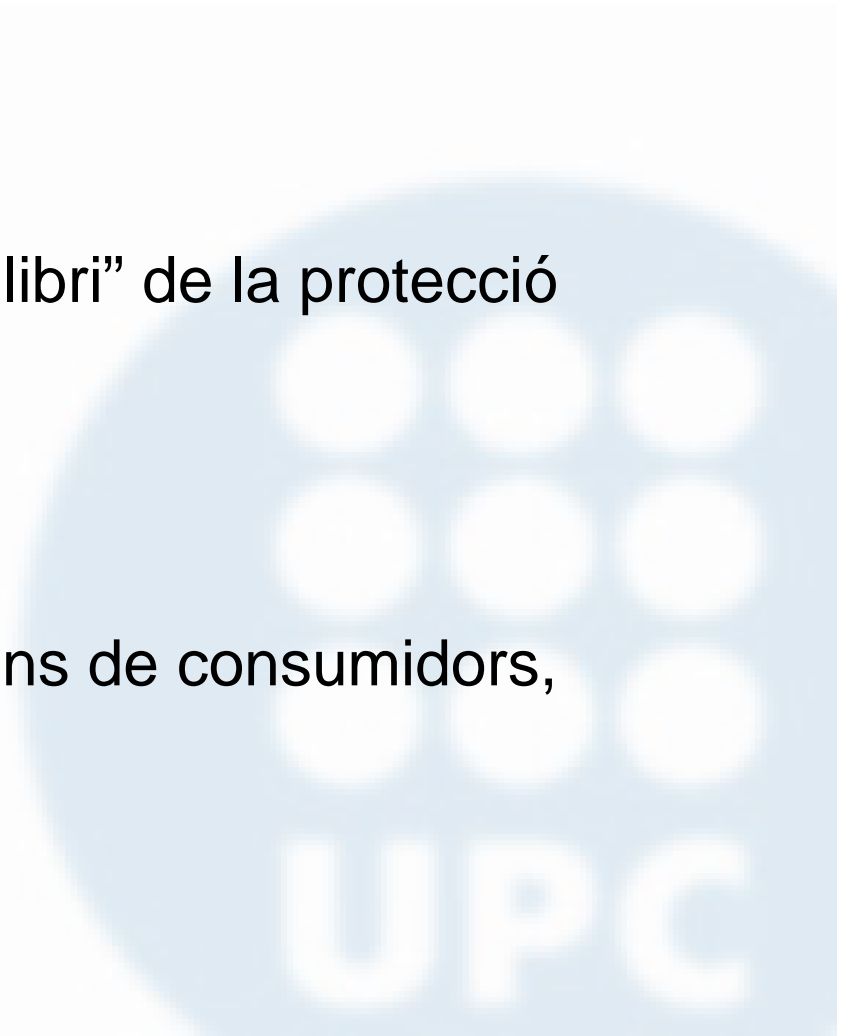 libri” de la protecció
ns de consumidors,
UPC